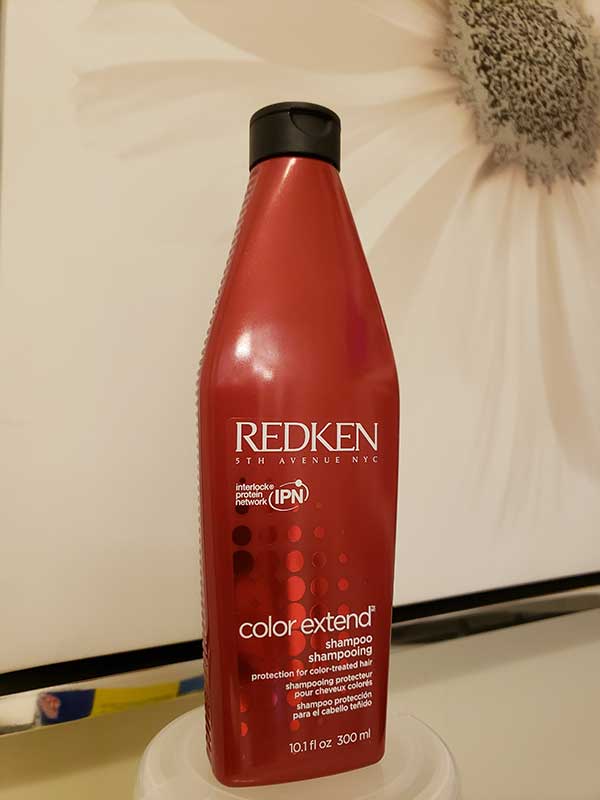 REDKEN
5TH AVENUE NYC
interlock®
protein
network IPN
color extend
shampoo
shampooing
protection for color-treated hair
shampooing protecteur
pour cheveux colorés
shampoo protección
para el cabello teñido
10.1 fl oz 300 ml